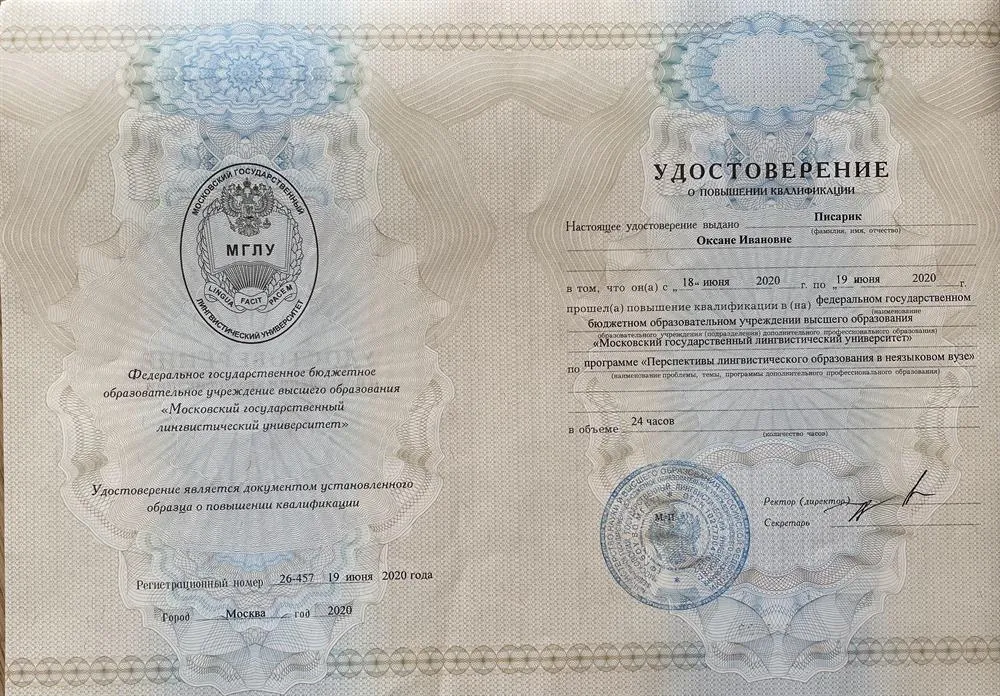 МОСКОВСКИЙ ГОСУДАРСТВЕННЫЙ
МГЛУ
LINGUA FACIT PACEM
ЛИНГВИСТИЧЕСКИЙ УНИВЕРСИТЕТ
Федеральное государственное бюджетное
образовательное учреждение высшего образования
«Московский государственный
лингвистический университет»
Удостоверение является документом установленного
образца о повышении квалификации
Регистрационный номер 26-457 19 июня 2020 года
Город Москва год 2020
УДОСТОВЕРЕНИЕ
О ПОВЫШЕНИИ КВАЛИФИКАЦИИ
Настоящее удостоверение выдано Писарик
(фамилия, имя, отчество)
Оксане Ивановне
в том, что он(а) с „ 18 " июня 2020 г. по „ 19 июня 2020 г.
прошел(а) повышение квалификации в (на) федеральном государственном
(наименование
бюджетном образовательном учреждении высшего образования
образовательного учреждения (подразделения) дополнительного профессионального образования)
«Московский государственный лингвистический университет»
по программе «Перспективы лингвистического образования в неязыковом вузе»
(наименование проблемы, темы, программы дополнительного профессионального образования)
в объеме 24 часов
(количество часов)
М.П.
Ректор (директор)
Секретарь